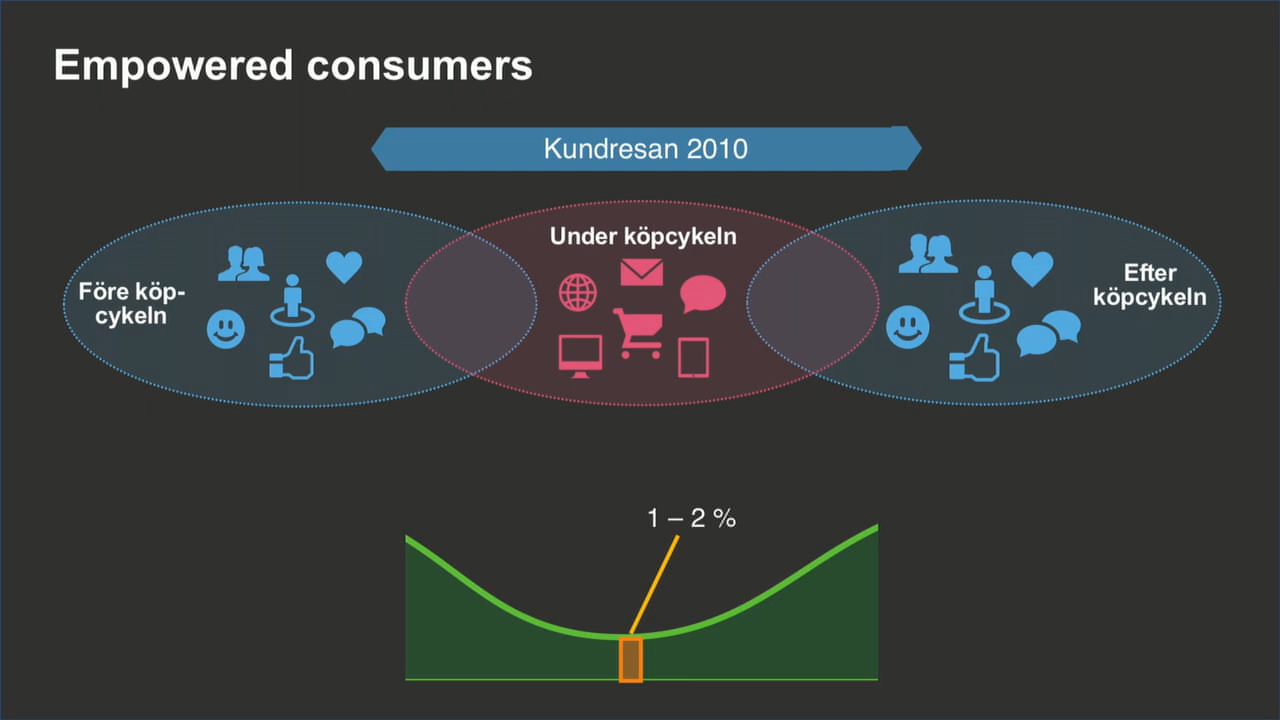 Empowered consumers
Kundresan 2010
Under köpcykeln
Före köp-
cykeln
Efter
köpcykeln
1 – 2 %